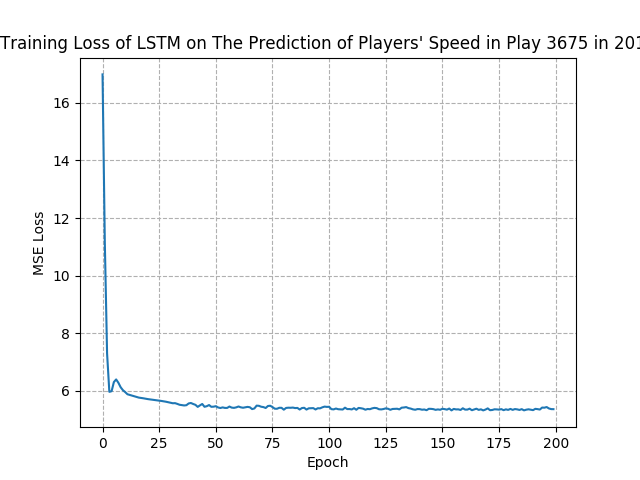 Training Loss of LSTM on The Prediction of Players' Speed in Play 3675 in 201
16
14
12
10
8
6
MSE Loss
0 25 50 75 100 125 150 175 200
Epoch